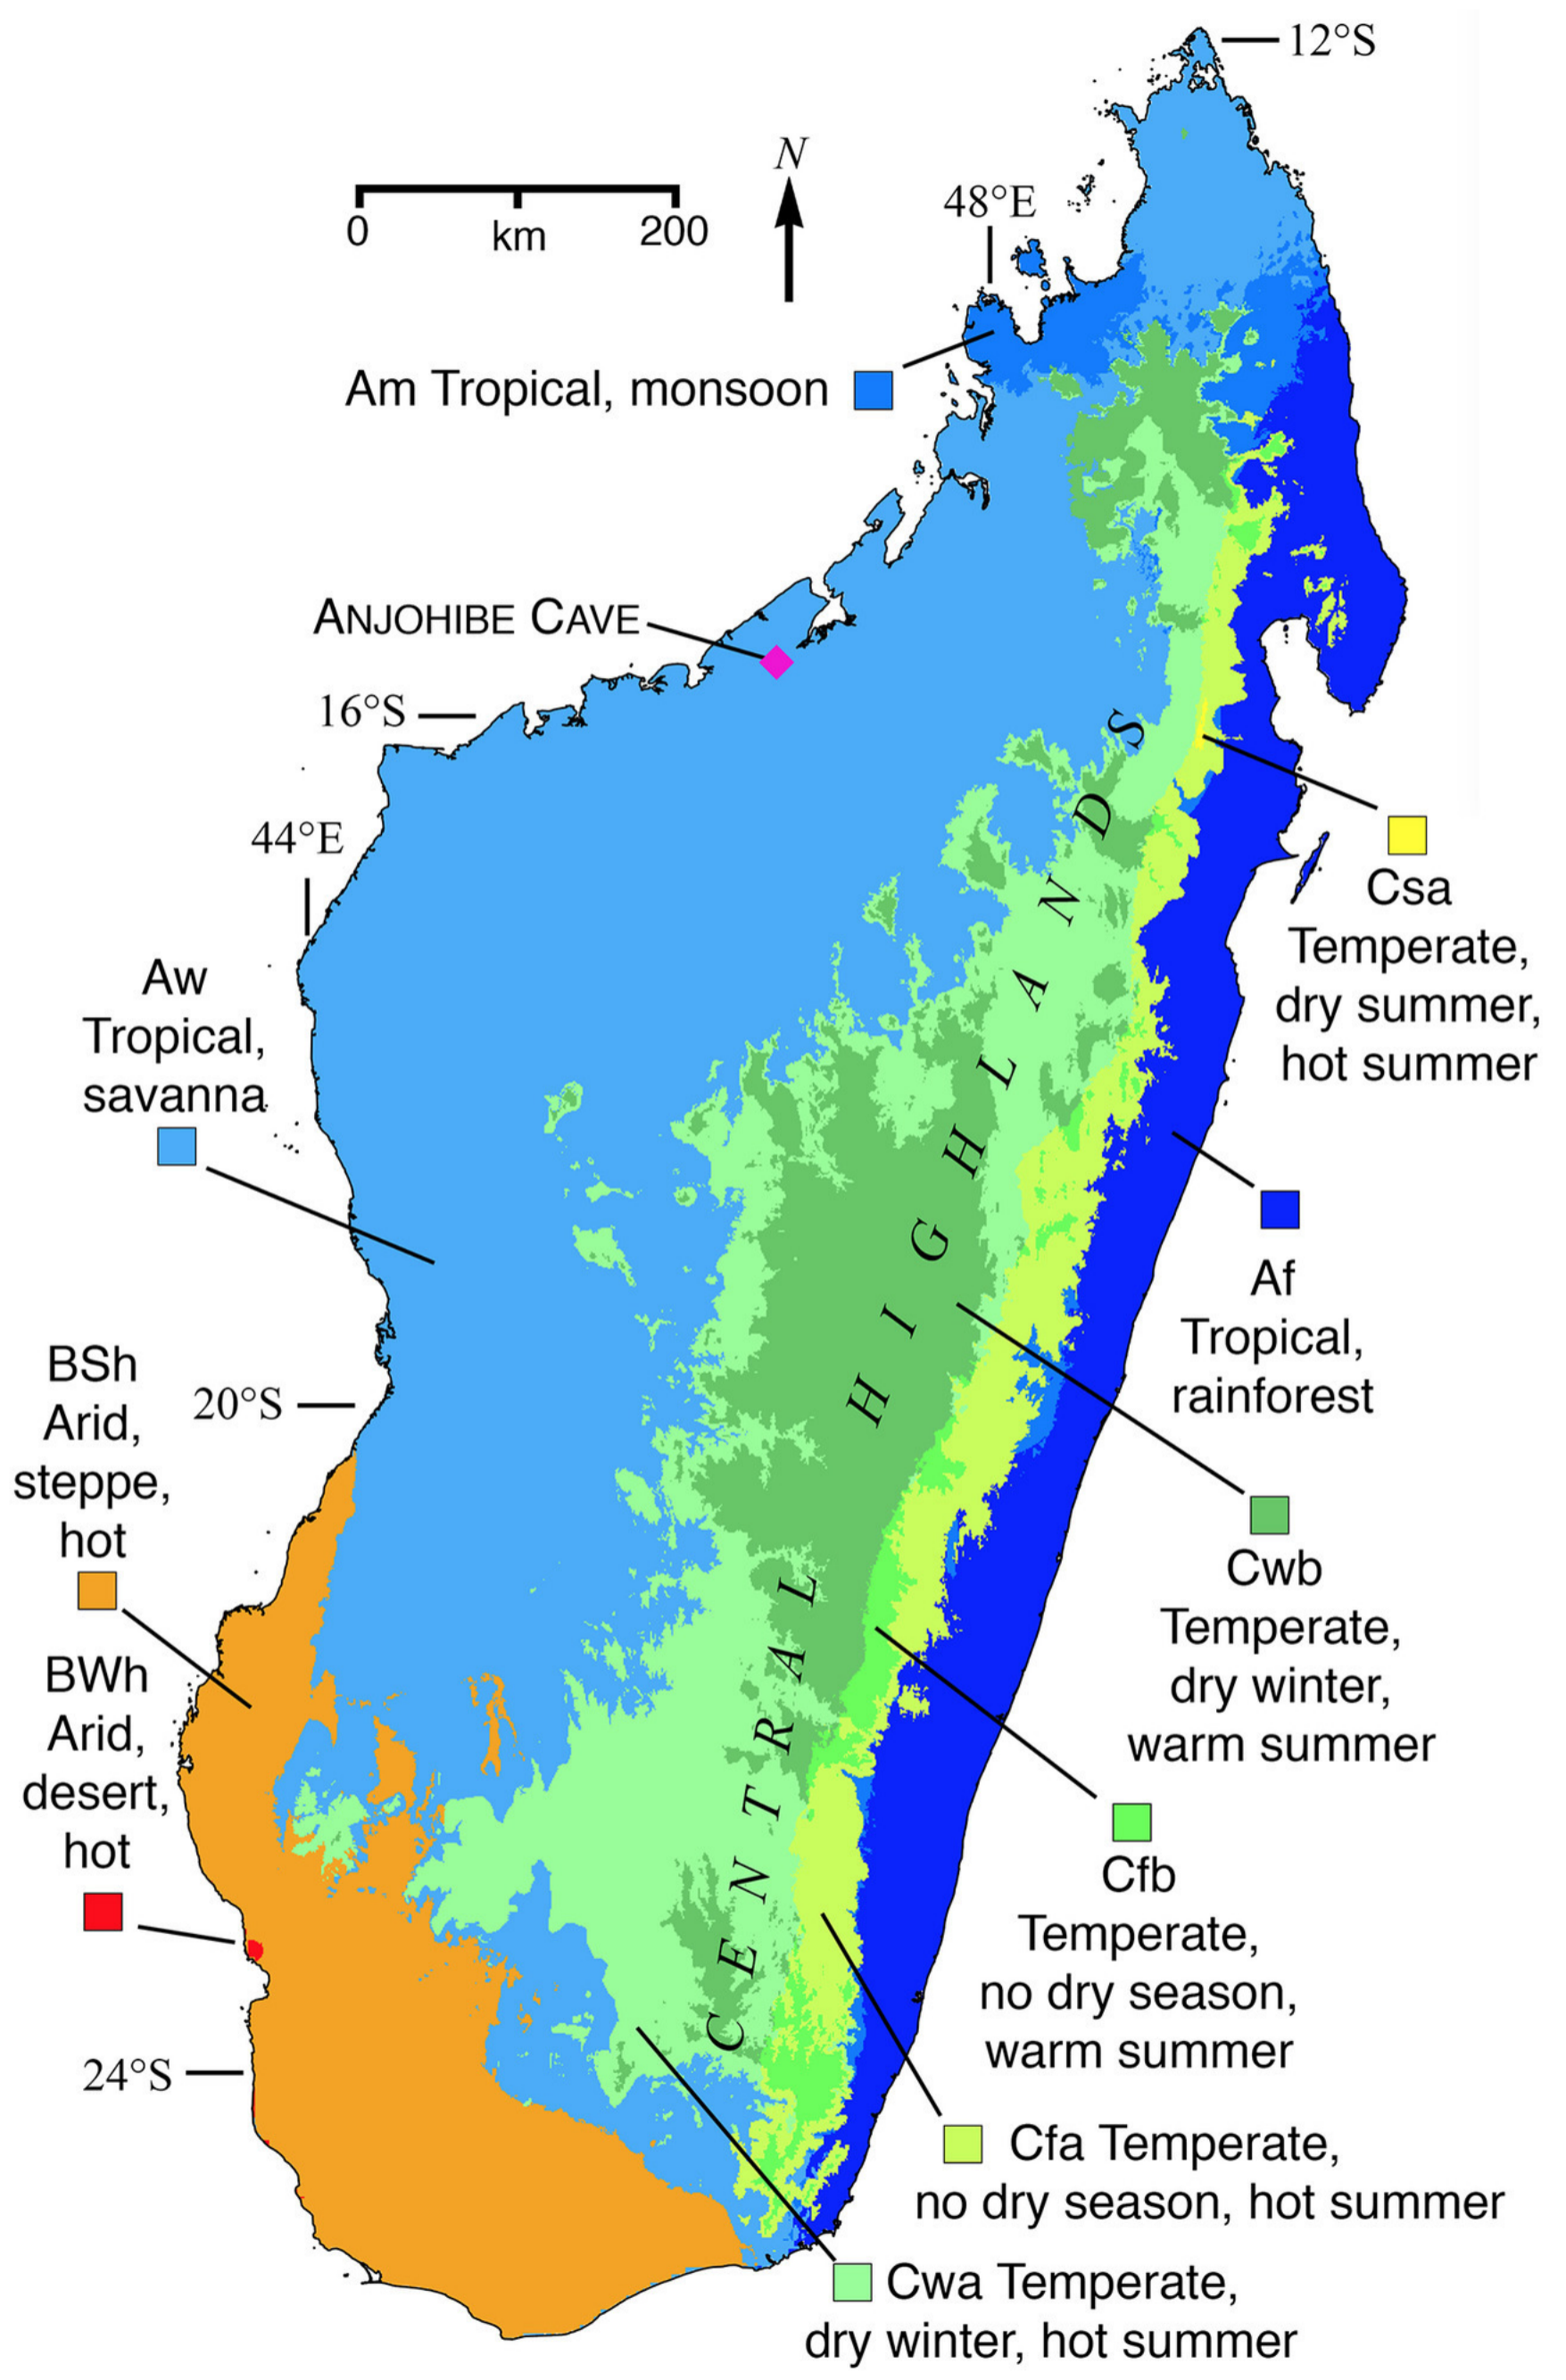 12°S
N
0 km 200
48°E
Am Tropical, monsoon
ANJOHIBE CAVE
16°S
44°E
Csa
Temperate,
dry summer,
hot summer
Aw
Tropical,
savanna
Af
Tropical,
rainforest
CENTRAL HIGHLANDS
BSh
Arid,
steppe,
hot
20°S
Cwb
Temperate,
dry winter,
warm summer
BWh
Arid,
desert,
hot
Cfb
Temperate,
no dry season,
warm summer
24°S
Cfa Temperate,
no dry season, hot summer
Cwa Temperate,
dry winter, hot summer